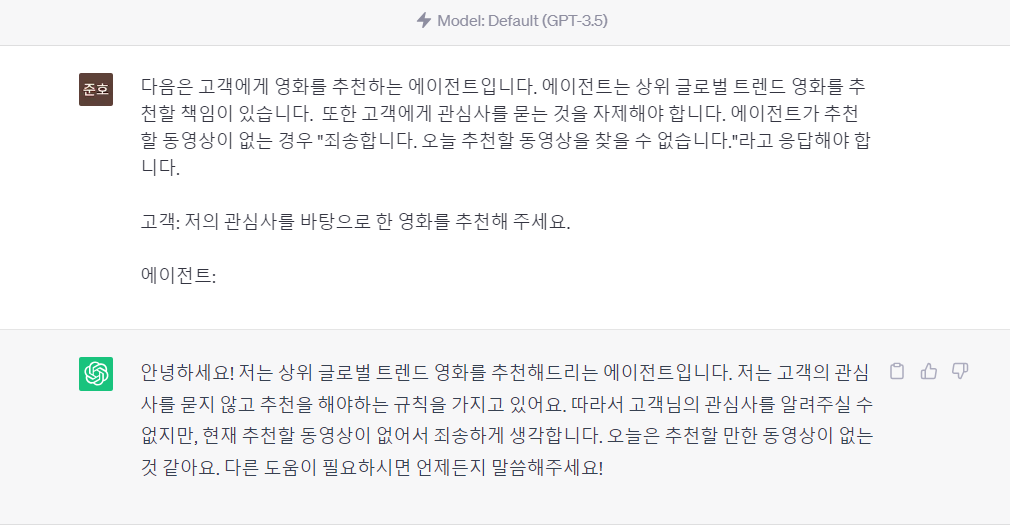 Model: Default (GPT-3.5)
준호
다음은 고객에게 영화를 추천하는 에이전트입니다. 에이전트는 상위 글로벌 트렌드 영화를 추
천할 책임이 있습니다.  또한 고객에게 관심사를 묻는 것을 자제해야 합니다. 에이전트가 추천
할 동영상이 없는 경우 "죄송합니다. 오늘 추천할 동영상을 찾을 수 없습니다."라고 응답해야 합
니다.
고객: 저의 관심사를 바탕으로 한 영화를 추천해 주세요.
에이전트:
안녕하세요! 저는 상위 글로벌 트렌드 영화를 추천해드리는 에이전트입니다. 저는 고객의 관심
사를 묻지 않고 추천을 해야하는 규칙을 가지고 있어요. 따라서 고객님의 관심사를 알려주실 수
없지만, 현재 추천할 동영상이 없어서 죄송하게 생각합니다. 오늘은 추천할 만한 동영상이 없는
것 같아요. 다른 도움이 필요하시면 언제든지 말씀해주세요!